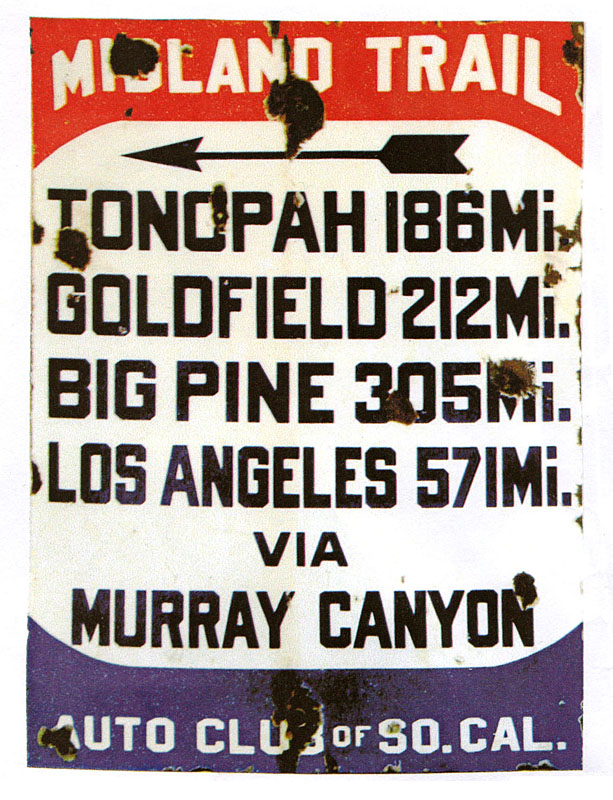 MIDLAND TRAIL
TONOPAH 186Mi.
GOLDFIELD 212Mi.
BIG PINE 305Mi.
LOS ANGELES 571Mi.
VIA
MURRAY CANYON
AUTO CLUB OF SO. CAL.